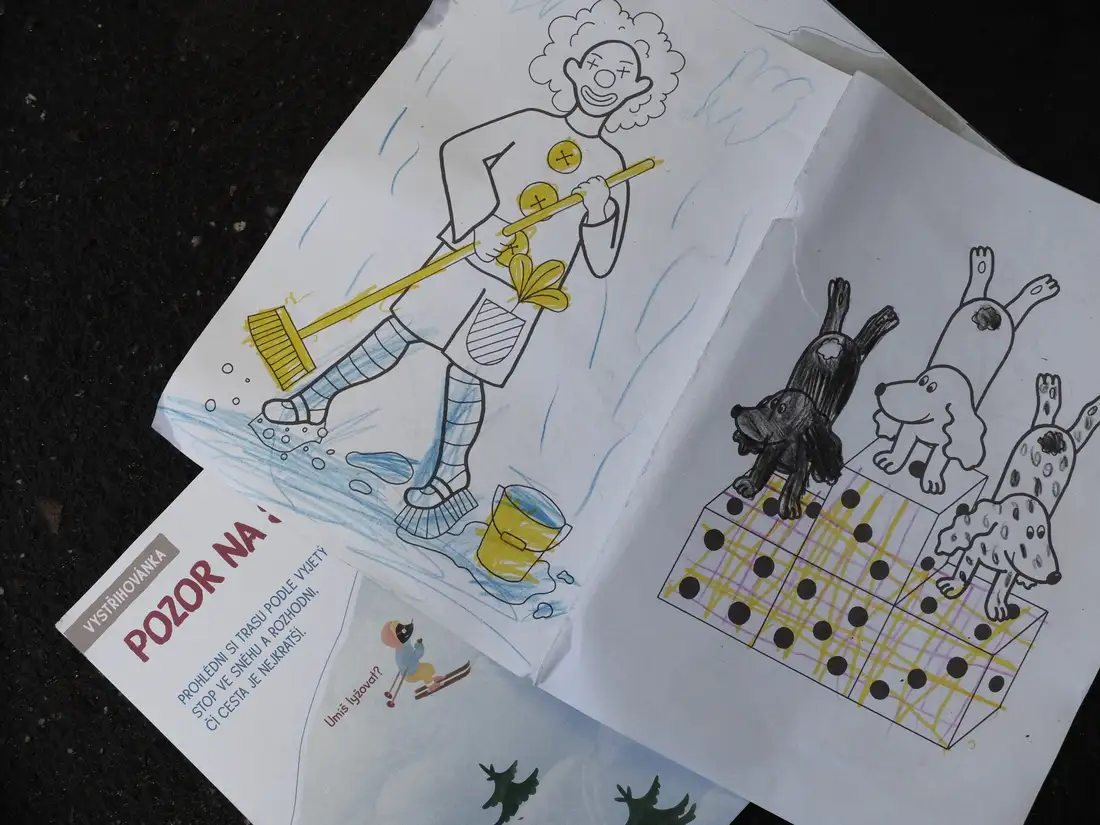 VYSTŘIHOVÁNKA
POZOR NA
PROHLÉDNI SI TRASU PODLE VYJETÝ
STOP VE SNĚHU A ROZHODNI,
ČÍ CESTA JE NEJKRATŠÍ.
Umíš lyžovat?